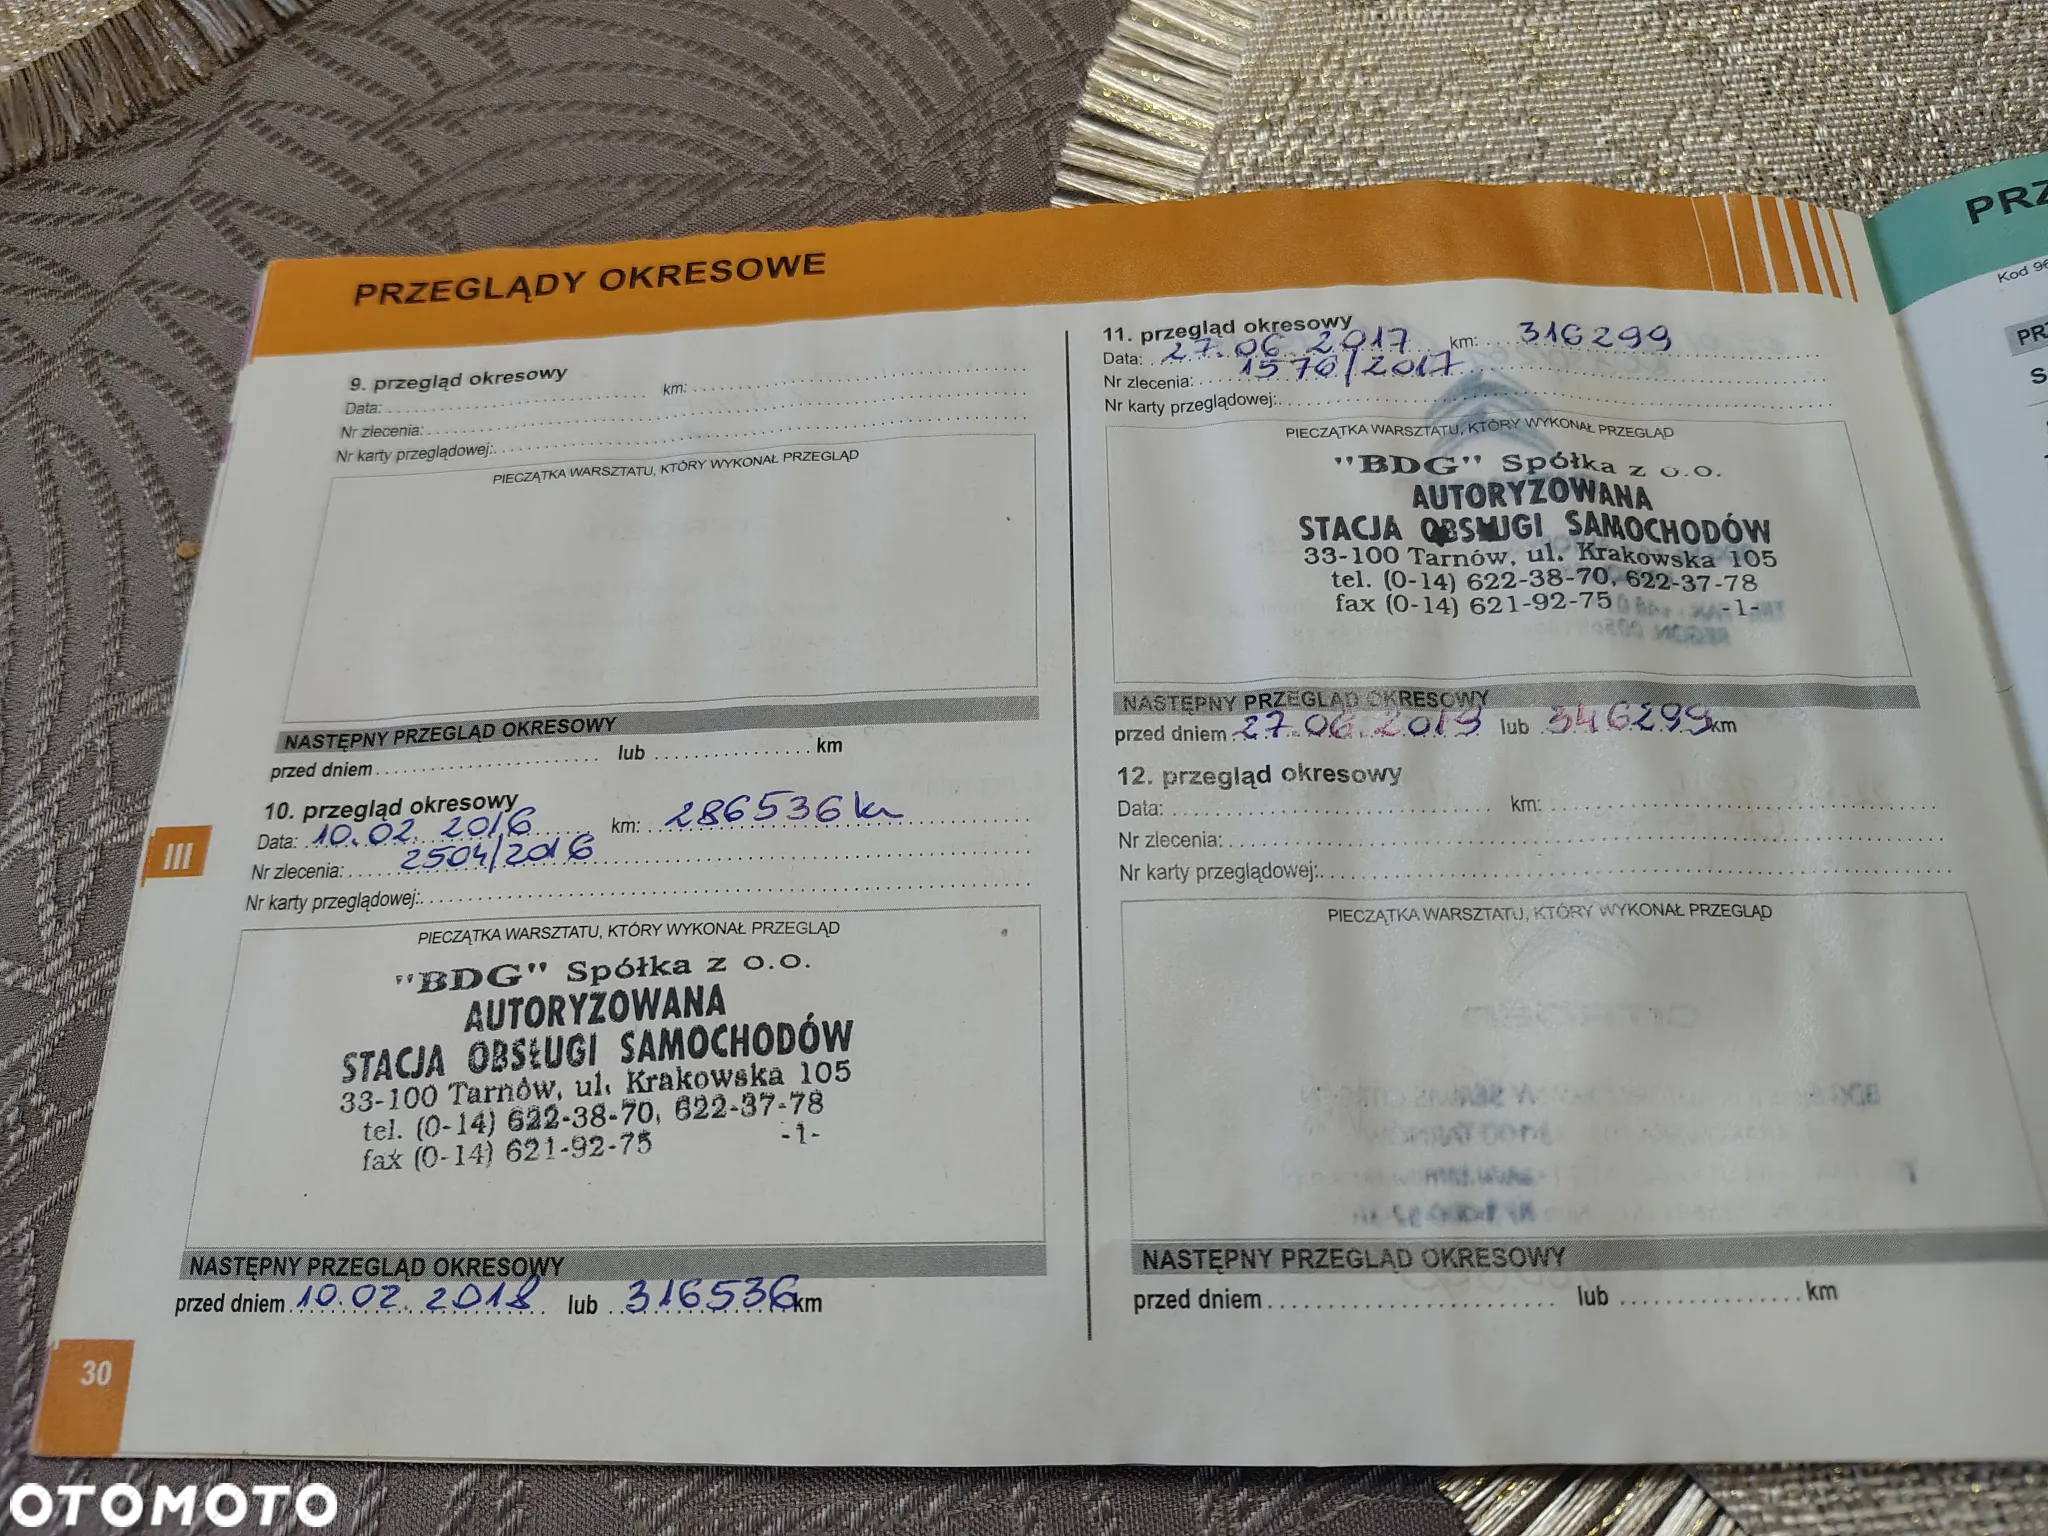 PRZEGLĄDY OKRESOWE
9. przegląd okresowy
Data: km:
Nr zlecenia:
Nr karty przeglądowej:
PIECZĄTKA WARSZTATU, KTÓRY WYKONAŁ PRZEGLĄD
NASTĘPNY PRZEGLĄD OKRESOWY
przed dniem lub km
10. przegląd okresowy
Data: 10.02.2016 km: 286536 km
Nr zlecenia: 2504/2016
Nr karty przeglądowej:
PIECZĄTKA WARSZTATU, KTÓRY WYKONAŁ PRZEGLĄD
"BDG" Spółka z o.o.
AUTORYZOWANA
STACJA OBSŁUGI SAMOCHODÓW
33-100 Tarnów, ul. Krakowska 105
tel. (0-14) 622-38-70, 622-37-78
fax (0-14) 621-92-75 -1-
NASTĘPNY PRZEGLĄD OKRESOWY
przed dniem 10.02.2018 lub 316536 km
III
30
11. przegląd okresowy
Data: 27.06.2017 km: 316299
Nr zlecenia: 1576/2017
Nr karty przeglądowej:
PIECZĄTKA WARSZTATU, KTÓRY WYKONAŁ PRZEGLĄD
"BDG" Spółka z o.o.
AUTORYZOWANA
STACJA OBSŁUGI SAMOCHODÓW
33-100 Tarnów, ul. Krakowska 105
tel. (0-14) 622-38-70, 622-37-78
fax (0-14) 621-92-75 -1-
NASTĘPNY PRZEGLĄD OKRESOWY
przed dniem 27.06.2019 lub 346299 km
12. przegląd okresowy
Data: km:
Nr zlecenia:
Nr karty przeglądowej:
PIECZĄTKA WARSZTATU, KTÓRY WYKONAŁ PRZEGLĄD
NASTĘPNY PRZEGLĄD OKRESOWY
przed dniem lub km
PRZ
Kod 96
OTOMOTO